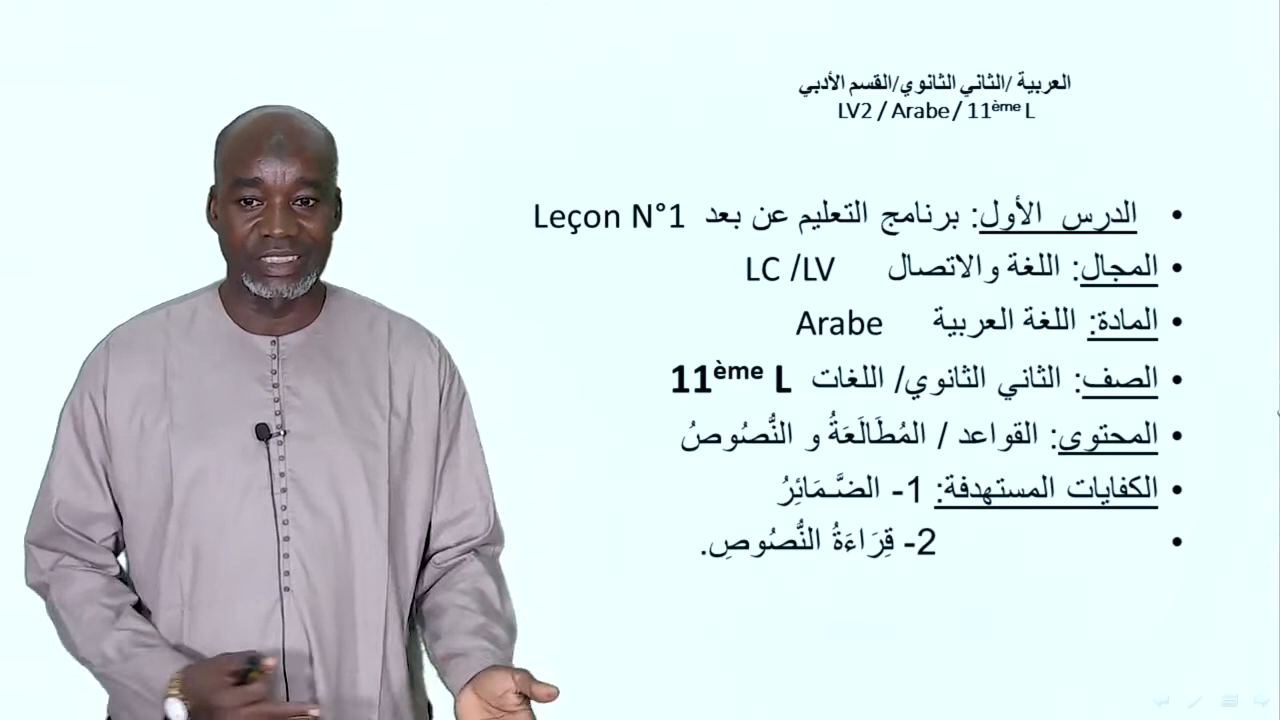 العربية /الثاني الثانوي/القسم الأدبي
LV2 / Arabe / 11ème L
• الدرس الأول: برنامج التعليم عن بعد Leçon N°1
• المجال: اللغة والاتصال LC /LV
• المادة: اللغة العربية Arabe
• الصف: الثاني الثانوي/ اللغات 11ème L
• المحتوى: القواعد / المُطَالَعَةُ و النُّصُوصُ
• الكفايات المستهدفة: 1- الضَّـمَائِرُ
• 2- قِرَاءَةُ النُّصُوصِ.